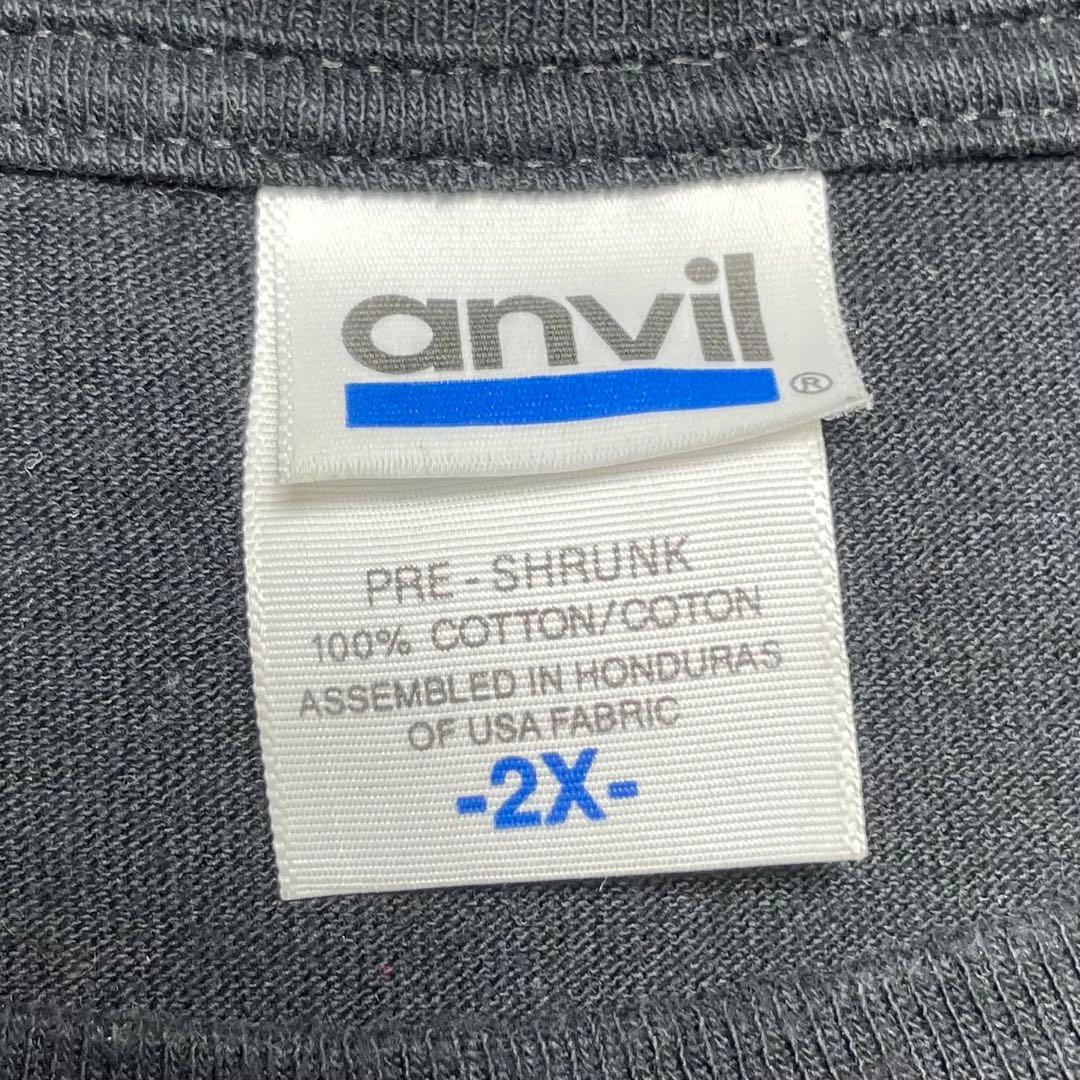 anvil®
PRE-SHRUNK
100% COTTON/COTON
ASSEMBLED IN HONDURAS
OF USA FABRIC
-2X-